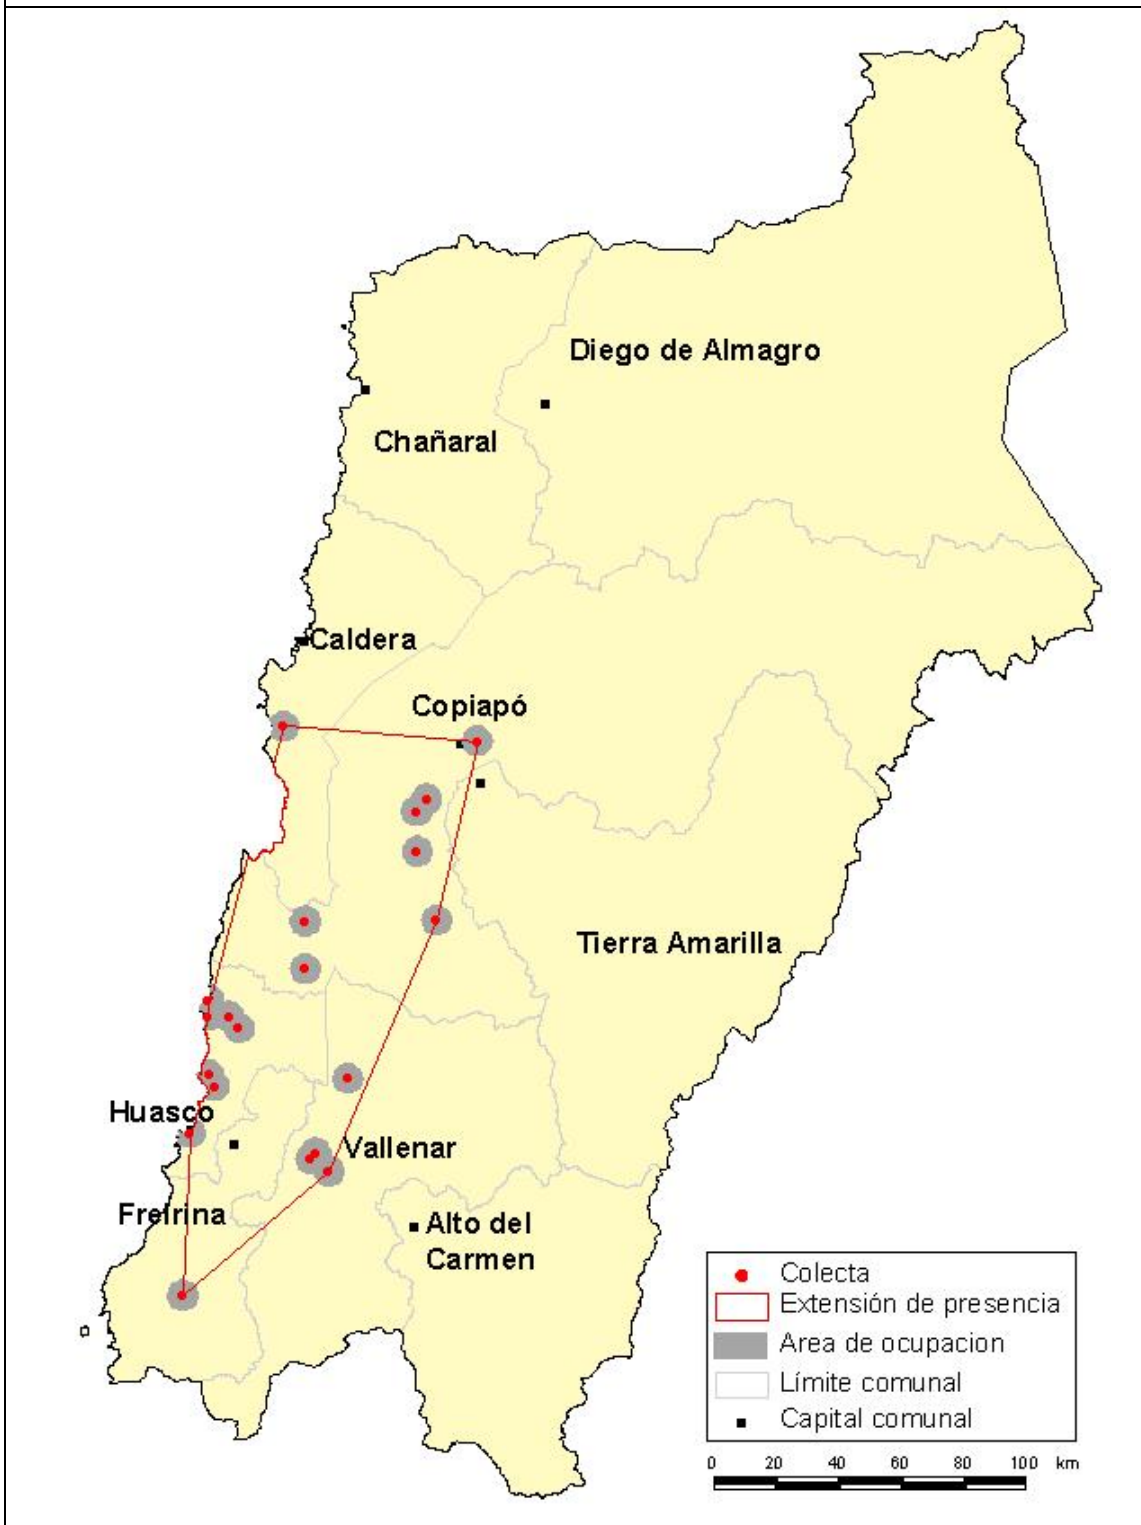 Diego de Almagro
Chañaral
Caldera
Copiapó
Tierra Amarilla
Huasco
Vallenar
Freirina
Alto del
Carmen
Colecta
Extensión de presencia
Area de ocupacion
Límite comunal
Capital comunal
0 20 40 60 80 100 km